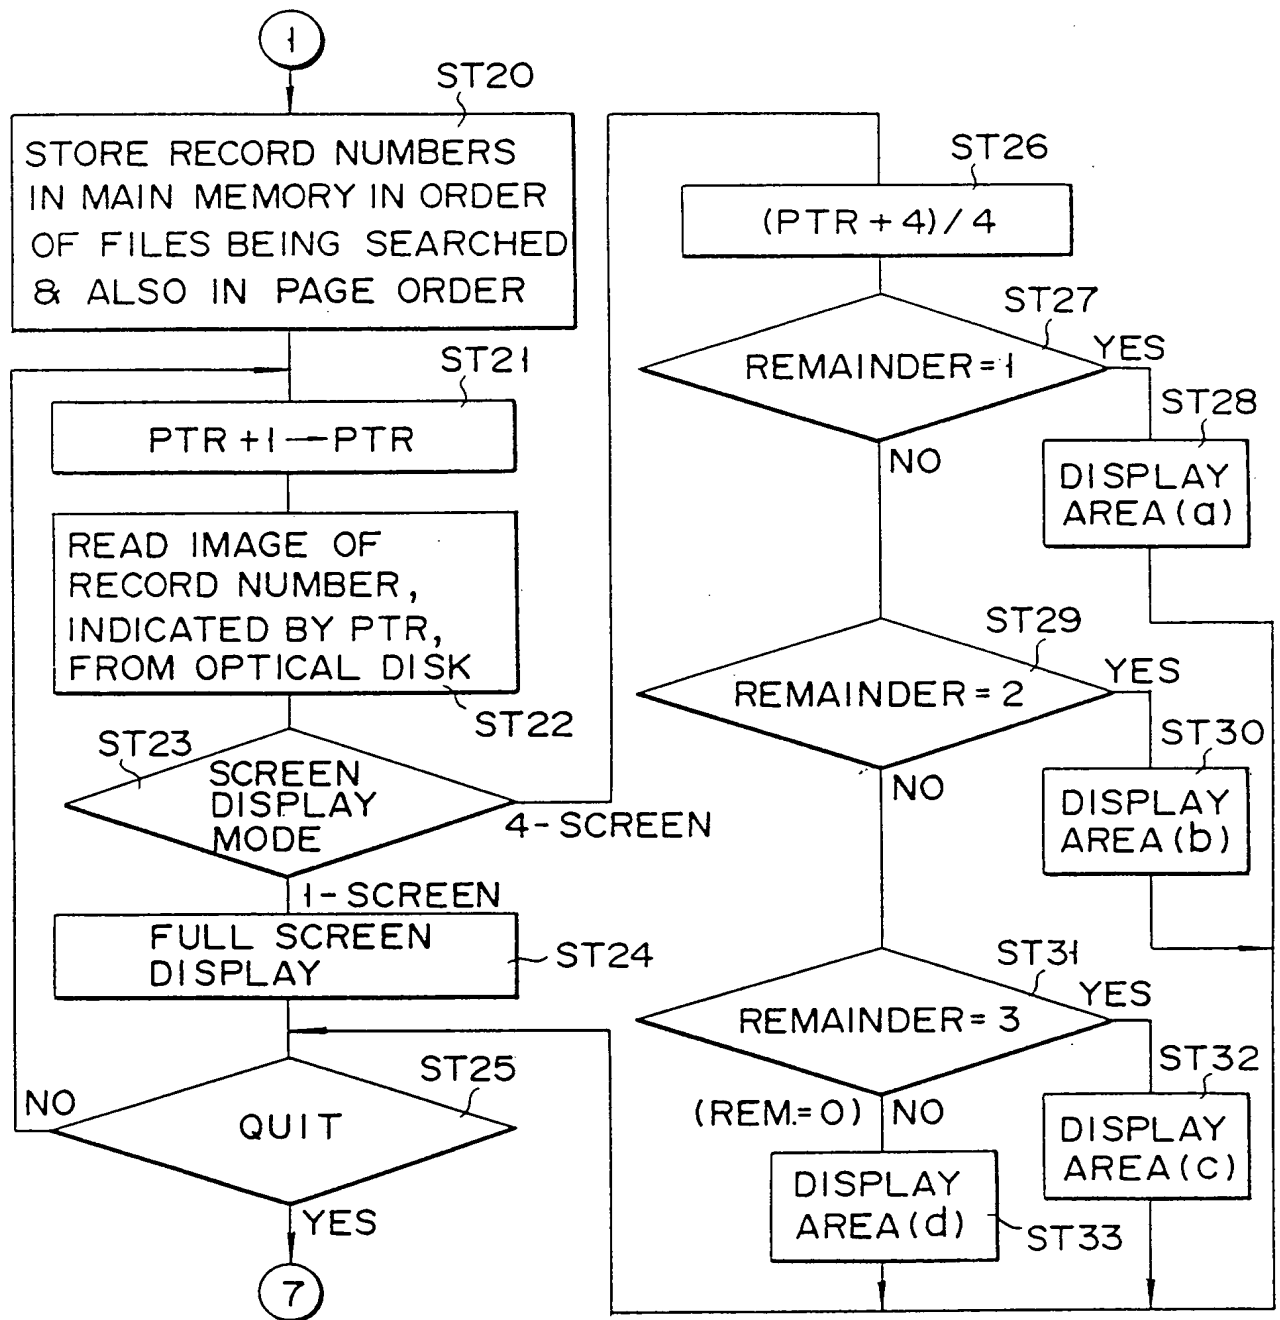 1
ST20
STORE RECORD NUMBERS
IN MAIN MEMORY IN ORDER
OF FILES BEING SEARCHED
& ALSO IN PAGE ORDER
ST21
PTR + 1 → PTR
READ IMAGE OF
RECORD NUMBER,
INDICATED BY PTR,
FROM OPTICAL DISK
ST22
ST23
SCREEN
DISPLAY
MODE
4-SCREEN
1-SCREEN
FULL SCREEN
DISPLAY
ST24
ST25
QUIT
NO
YES
7
ST26
(PTR + 4) / 4
ST27
REMAINDER = 1
YES
NO
ST28
DISPLAY
AREA (a)
ST29
REMAINDER = 2
YES
NO
ST30
DISPLAY
AREA (b)
ST31
REMAINDER = 3
YES
(REM. = 0) NO
ST32
DISPLAY
AREA (c)
DISPLAY
AREA (d)
ST33